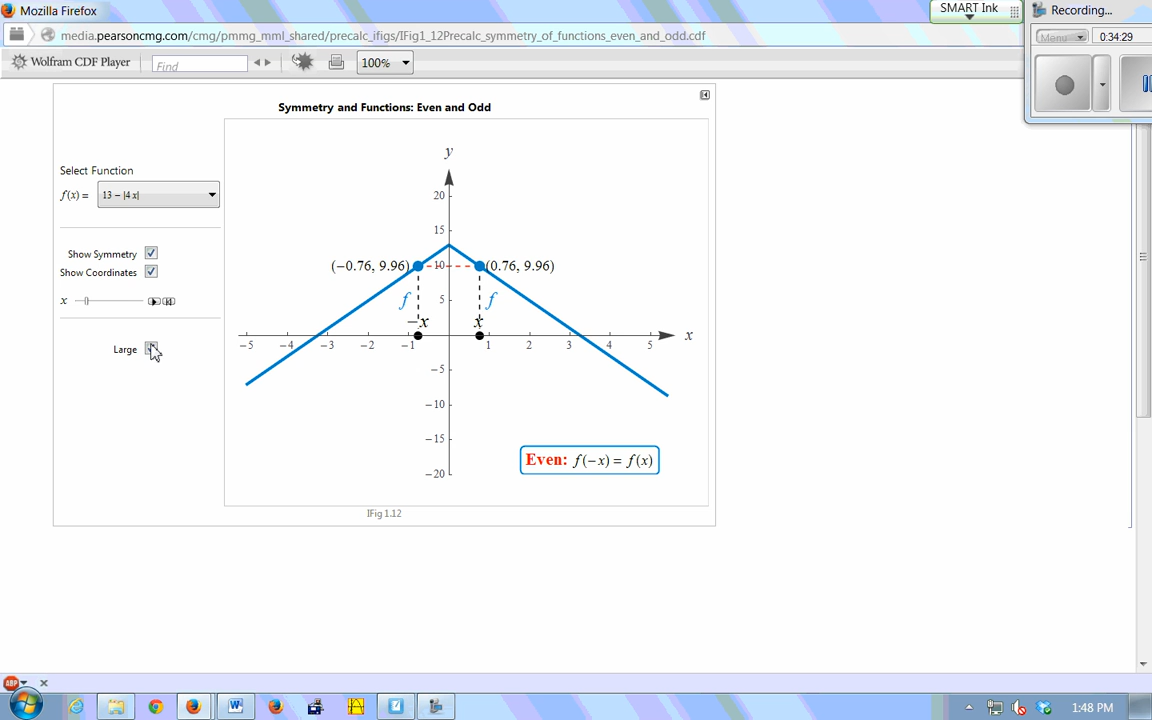 Mozilla Firefox
SMART Ink
Recording...
media.pearsoncmg.com/cmg/pmmg_mml_shared/precalc_ifigs/IFig1_12Precalc_symmetry_of_functions_even_and_odd.cdf
Menu
0:34:29
Wolfram CDF Player
Find
100%
Symmetry and Functions: Even and Odd
Select Function
f(x) = 13 − |4 x|
Show Symmetry
Show Coordinates
x
Large
y
20
15
(−0.76, 9.96)
10
(0.76, 9.96)
f
5
f
−x
x
−5 −4 −3 −2 −1 1 2 3 4 5
x
−5
−10
−15
−20
Even: f(−x) = f(x)
IFig 1.12
ABP
1:48 PM